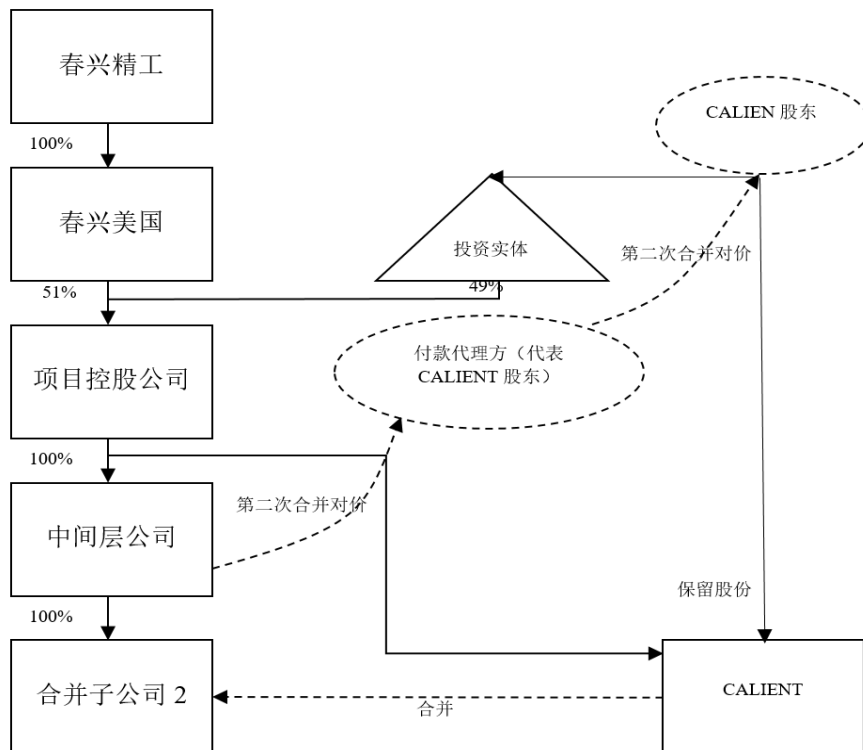 春兴精工
CALIEN 股东
100%
春兴美国
投资实体
第二次合并对价
51%
49%
付款代理方（代表
CALIENT 股东）
项目控股公司
100%
第二次合并对价
中间层公司
保留股份
100%
合并子公司 2
CALIENT
合并